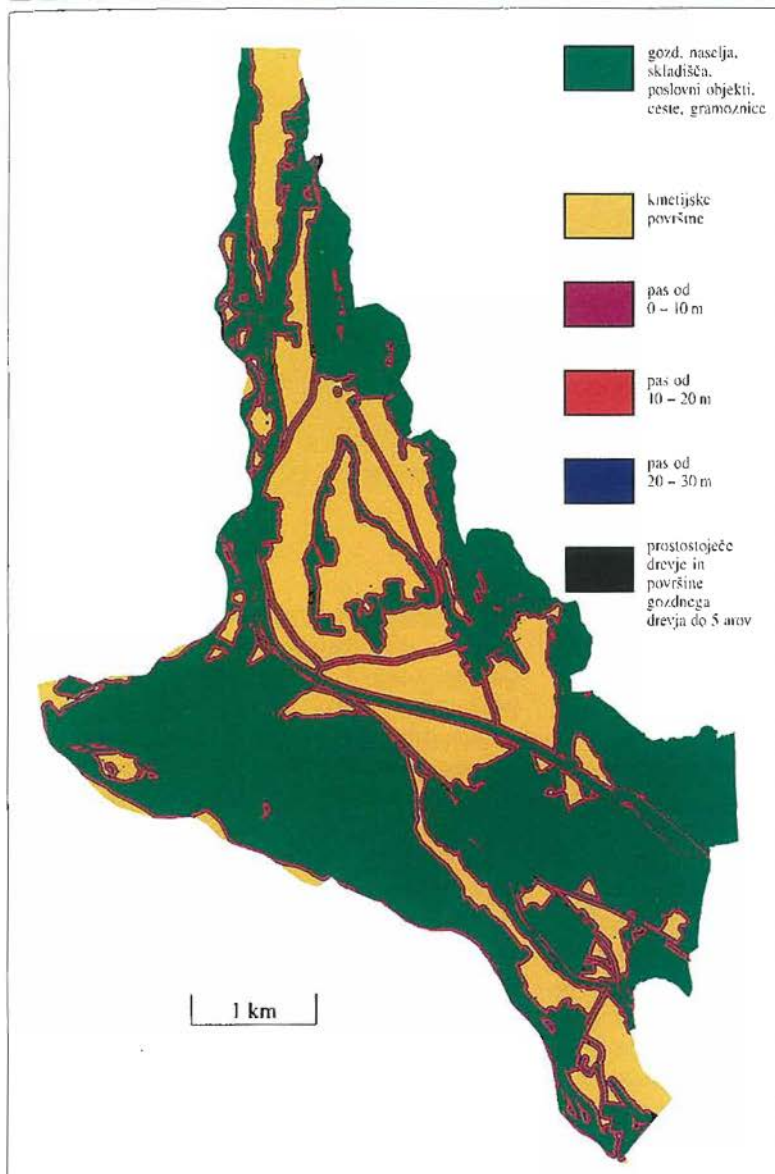 gozd, naselja,
skladišča,
poslovni objekti,
ceste, gramoznice
kmetijske
površine
pas od
0 – 10 m
pas od
10 – 20 m
pas od
20 – 30 m
prostostoječe
drevje in
površine
gozdnega
drevja do 5 arov
1 km